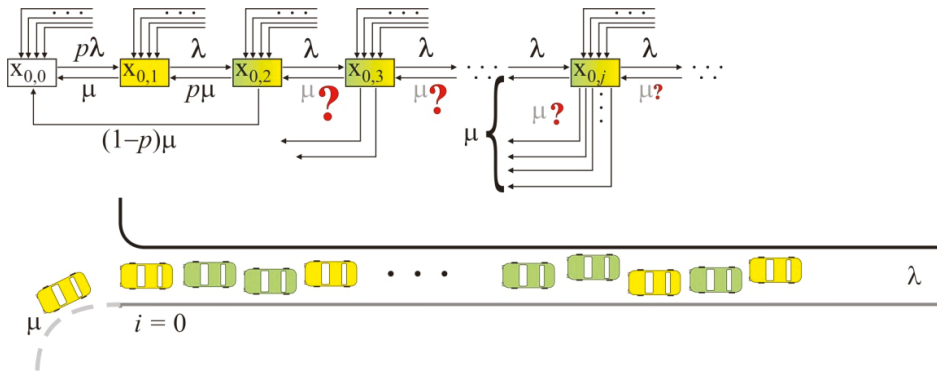 pλ λ λ λ λ λ
x0,0 x0,1 x0,2 x0,3 . . . . x0,j . . .
μ pμ μ? μ? μ? μ?
μ {
(1–p)μ
λ
μ i = 0